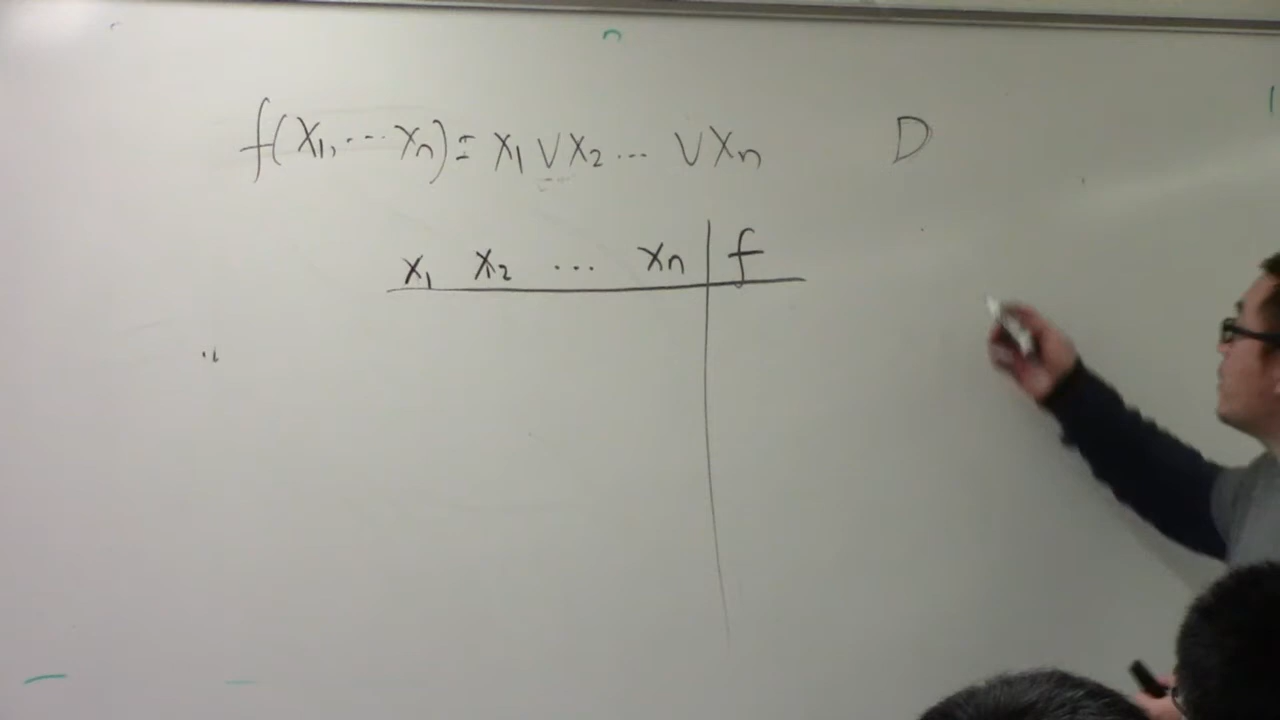 f(x₁, ... xₙ) = x₁ ∨ x₂ ... ∨ xₙ D
x₁ x₂ ... xₙ f